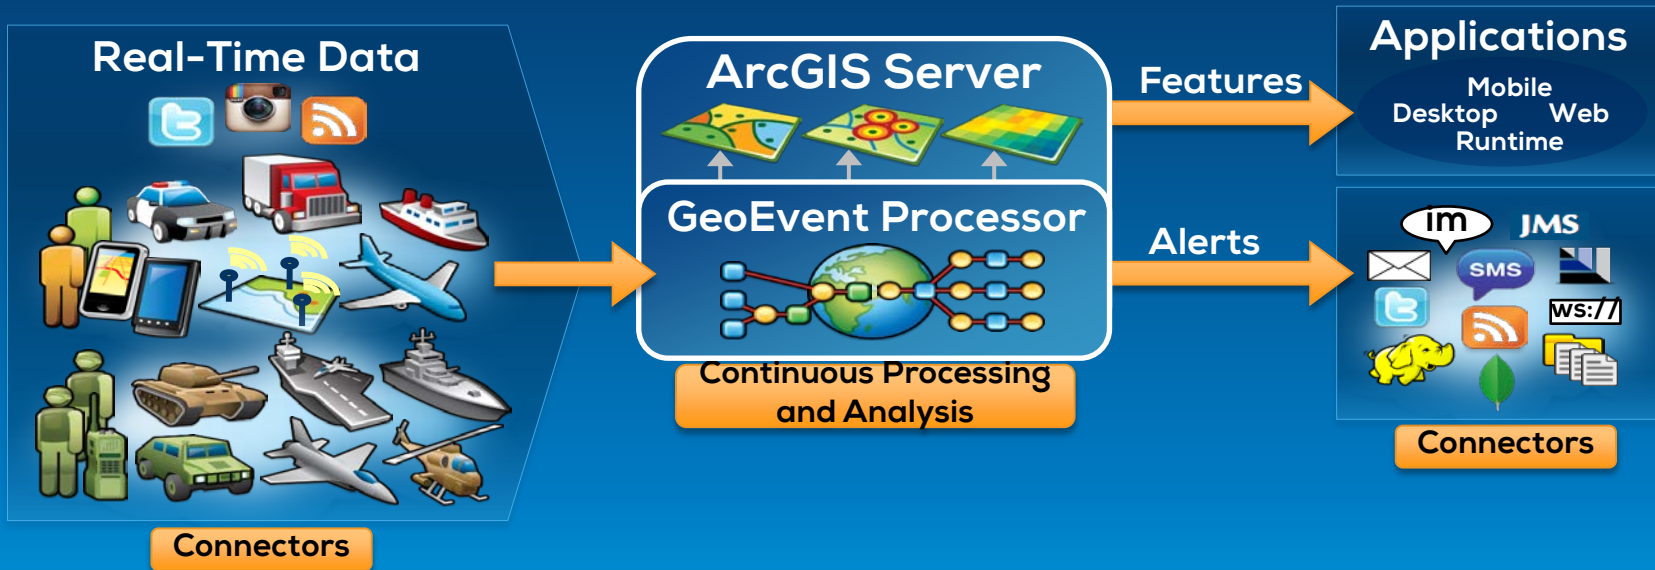 Real-Time Data
Connectors
ArcGIS Server
GeoEvent Processor
Continuous Processing
and Analysis
Features
Alerts
Applications
Mobile
Desktop Web
Runtime
im
JMS
SMS
ws://
Connectors